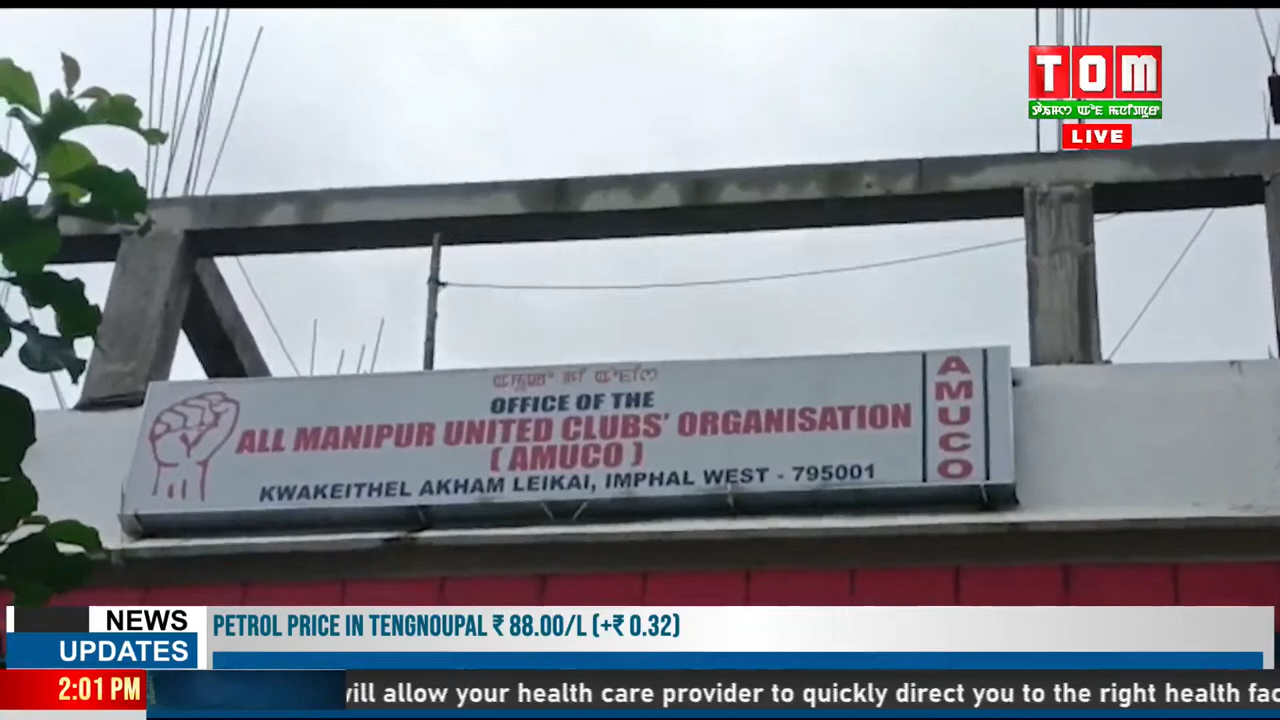 TOM
LIVE
OFFICE OF THE
ALL MANIPUR UNITED CLUBS' ORGANISATION
( AMUCO )
KWAKEITHEL AKHAM LEIKAI, IMPHAL WEST - 795001
AMUCO
NEWS
UPDATES
PETROL PRICE IN TENGNOUPAL ₹ 88.00/L (+₹ 0.32)
2:01 PM
will allow your health care provider to quickly direct you to the right health